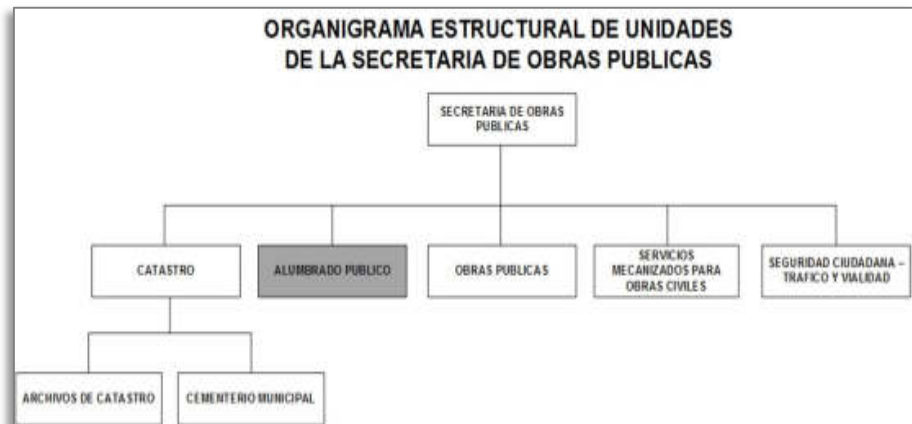 ORGANIGRAMA ESTRUCTURAL DE UNIDADES
DE LA SECRETARIA DE OBRAS PUBLICAS
SECRETARIA DE OBRAS
PUBLICAS
CATASTRO
ALUMBRADO PUBLICO
OBRAS PUBLICAS
SERVICIOS
MECANIZADOS PARA
OBRAS CIVILES
SEGURIDAD CIUDADANA –
TRAFICO Y VIALIDAD
ARCHIVOS DE CATASTRO
CEMENTERIO MUNICIPAL